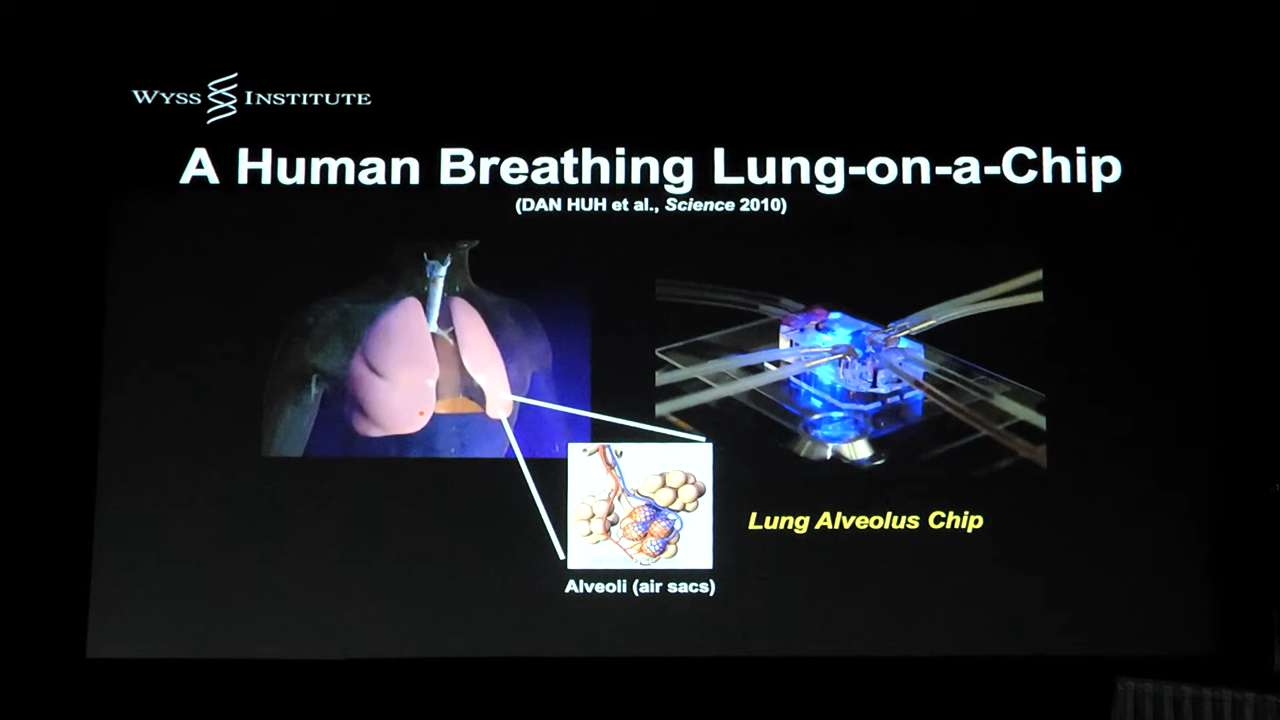 WYSS INSTITUTE
A Human Breathing Lung-on-a-Chip
(DAN HUH et al., Science 2010)
Lung Alveolus Chip
Alveoli (air sacs)